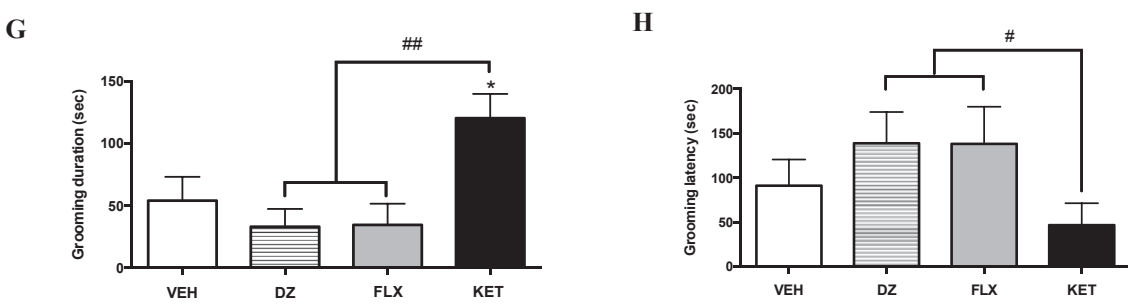 G
##
*
Grooming duration (sec)
150
100
50
0
VEH DZ FLX KET
H
#
Grooming latency (sec)
200
150
100
50
0
VEH DZ FLX KET